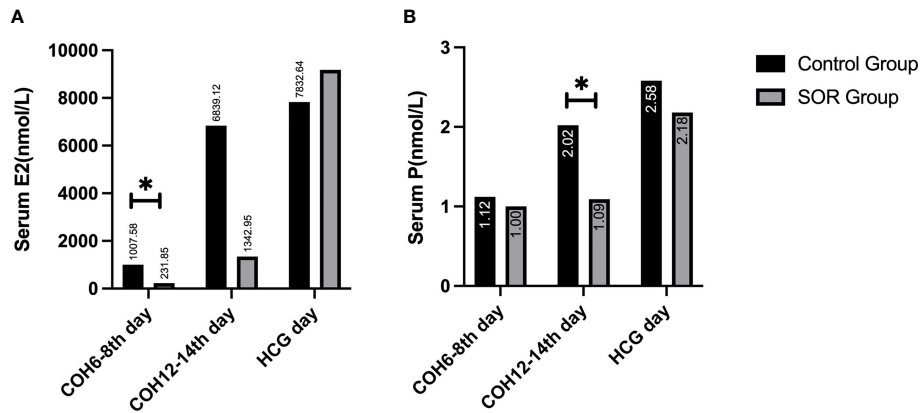 A
Serum E2(nmol/L)
10000
8000
6000
4000
2000
0
1007.58
231.85
*
6839.12
1342.95
7832.64
COH6-8th day
COH12-14th day
HCG day
B
Serum P(nmol/L)
3
2
1
0
1.12
1.00
2.02
1.09
*
2.58
2.18
COH6-8th day
COH12-14th day
HCG day
Control Group
SOR Group